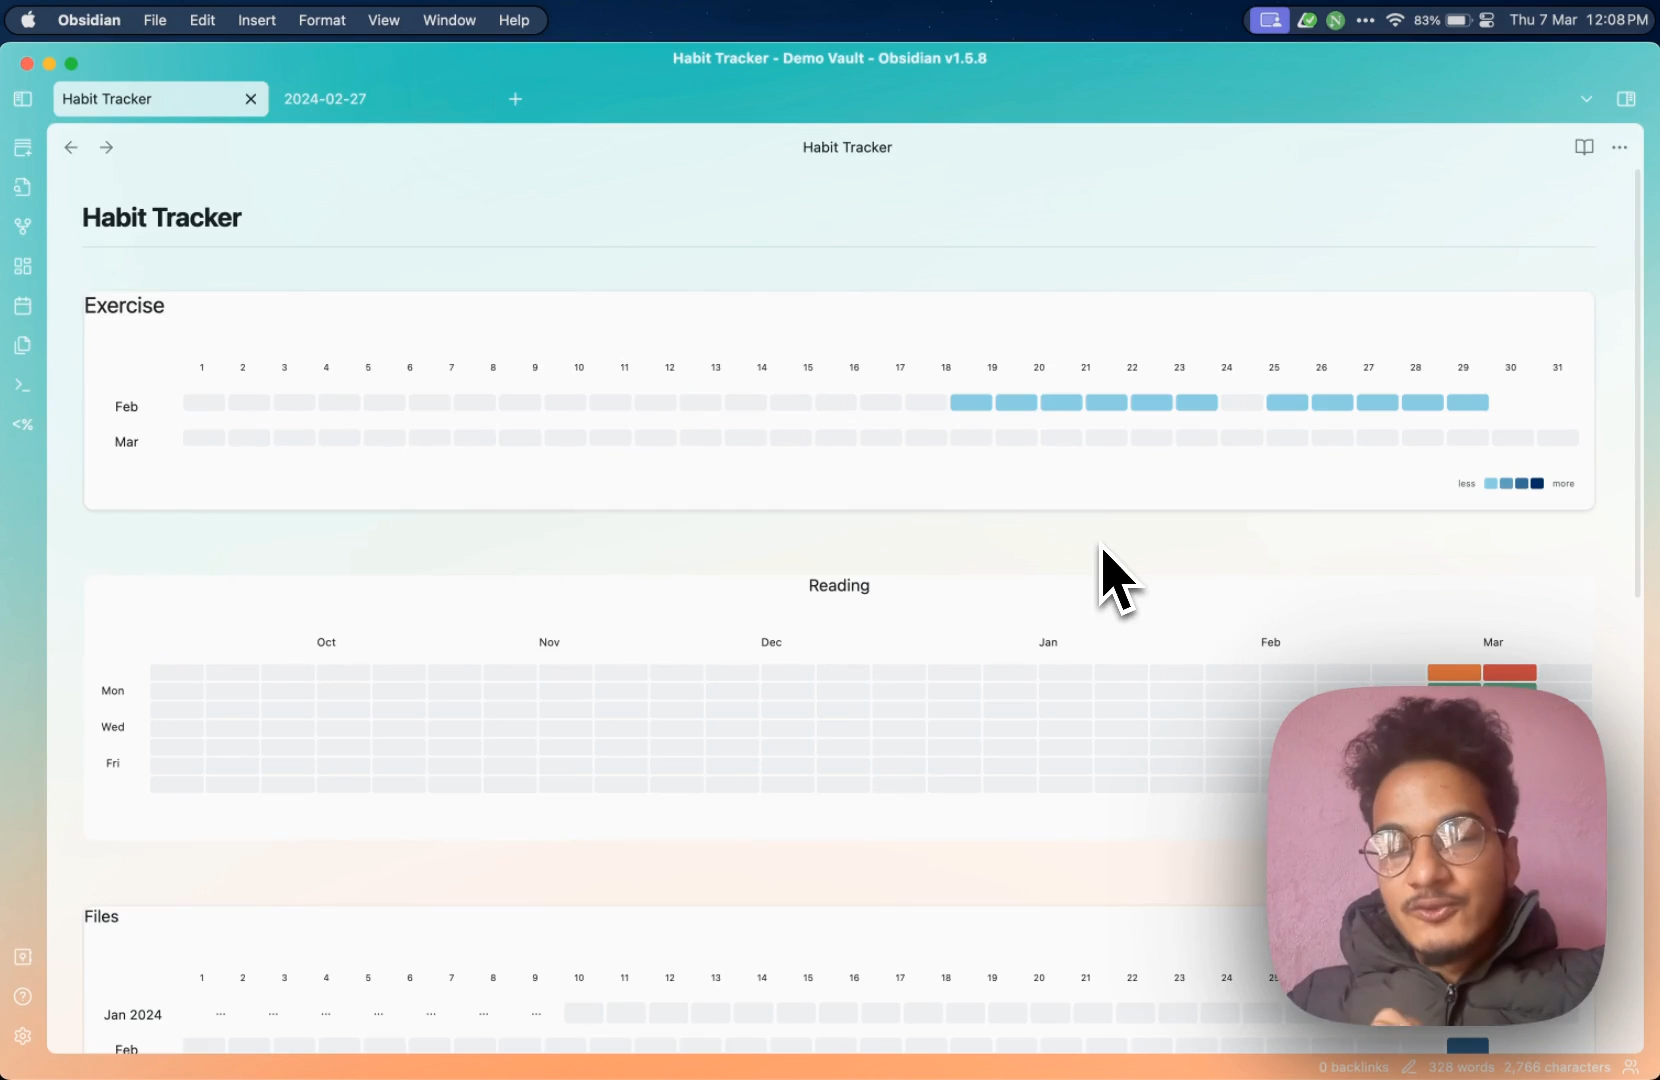 Obsidian File Edit Insert Format View Window Help
83% Thu 7 Mar 12:08 PM
Habit Tracker - Demo Vault - Obsidian v1.5.8
Habit Tracker 2024-02-27
Habit Tracker
Habit Tracker
Exercise
1 2 3 4 5 6 7 8 9 10 11 12 13 14 15 16 17 18 19 20 21 22 23 24 25 26 27 28 29 30 31
Feb
Mar
less more
Reading
Oct Nov Dec Jan Feb Mar
Mon
Wed
Fri
Files
1 2 3 4 5 6 7 8 9 10 11 12 13 14 15 16 17 18 19 20 21 22 23 24
Jan 2024 ... ... ... ... ... ... ...
Feb
0 backlinks 328 words 2,766 characters